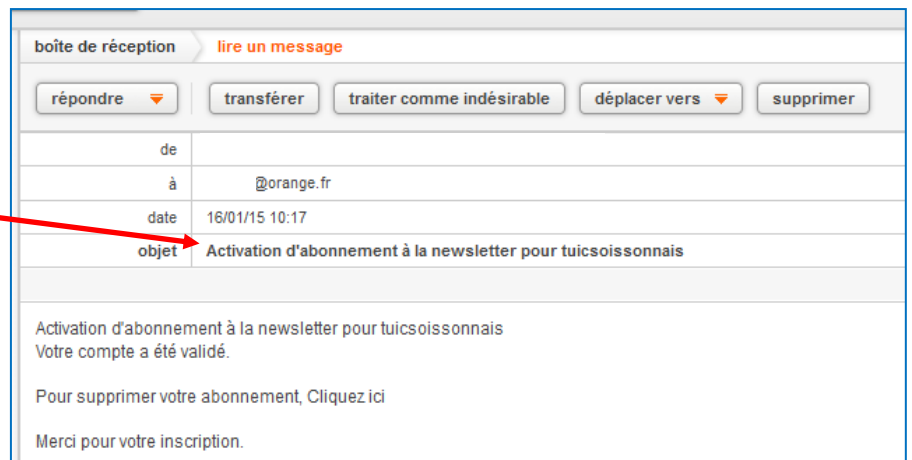 boîte de réception lire un message
répondre transférer traiter comme indésirable déplacer vers supprimer
de
à @orange.fr
date 16/01/15 10:17
objet Activation d'abonnement à la newsletter pour tuicsoissonnais
Activation d'abonnement à la newsletter pour tuicsoissonnais
Votre compte a été validé.
Pour supprimer votre abonnement, Cliquez ici
Merci pour votre inscription.